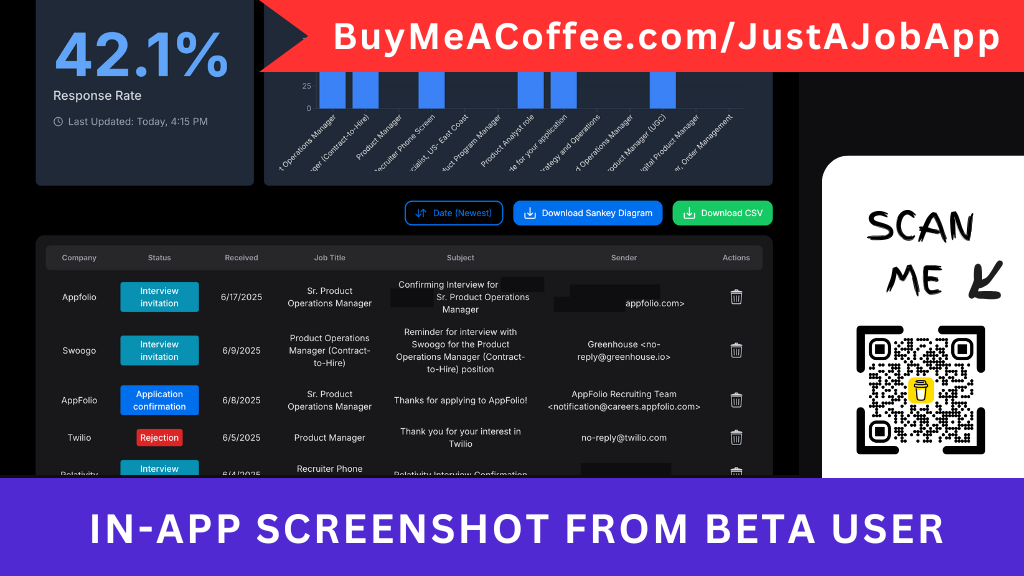 BuyMeACoffee.com/JustAJobApp
42.1%
Response Rate
Last Updated: Today, 4:15 PM
25
0
t Operations Manager
ger (Contract-to-Hire)
Product Manager
Recruiter Phone Screen
cialist, US- East Coast
duct Program Manager
Product Analyst role
de for your application
trategy and Operations
d Operations Manager
roduct Manager (UGC)
igital Product Manager
er, Order Management
Date (Newest)
Download Sankey Diagram
Download CSV
Company Status Received Job Title Subject Sender Actions
Appfolio
Interview
invitation
6/17/2025
Sr. Product
Operations Manager
Confirming Interview for
Sr. Product Operations
Manager
appfolio.com>
Swoogo
Interview
invitation
6/9/2025
Product Operations
Manager (Contract-
to-Hire)
Reminder for interview with
Swoogo for the Product
Operations Manager (Contract-
to-Hire) position
Greenhouse <no-
reply@greenhouse.io>
AppFolio
Application
confirmation
6/8/2025
Sr. Product
Operations Manager
Thanks for applying to AppFolio!
AppFolio Recruiting Team
<notification@careers.appfolio.com>
Twilio
Rejection
6/5/2025
Product Manager
Thank you for your interest in
Twilio
no-reply@twilio.com
Relativity
Interview
6/4/2025
Recruiter Phone
Relativity Interview Confirmation
SCAN
ME
IN-APP SCREENSHOT FROM BETA USER